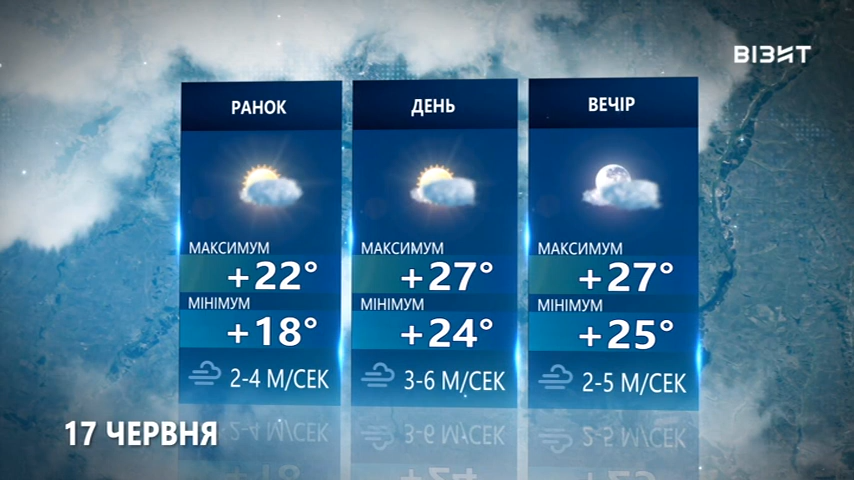 ВІЗИТ
РАНОК
МАКСИМУМ
+22°
МІНІМУМ
+18°
2-4 М/СЕК
ДЕНЬ
МАКСИМУМ
+27°
МІНІМУМ
+24°
3-6 М/СЕК
ВЕЧІР
МАКСИМУМ
+27°
МІНІМУМ
+25°
2-5 М/СЕК
17 ЧЕРВНЯ